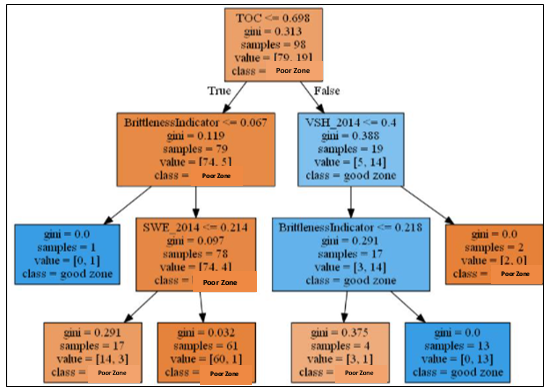 TOC <= 0.698
gini = 0.313
samples = 98
value = [79, 19]
class = Poor Zone
True
False
BrittlenessIndicator <= 0.067
gini = 0.119
samples = 79
value = [74, 5]
class = Poor Zone
VSH_2014 <= 0.4
gini = 0.388
samples = 19
value = [5, 14]
class = good zone
gini = 0.0
samples = 1
value = [0, 1]
class = good zone
SWE_2014 <= 0.214
gini = 0.097
samples = 78
value = [74, 4]
class = Poor Zone
BrittlenessIndicator <= 0.218
gini = 0.291
samples = 17
value = [3, 14]
class = good zone
gini = 0.0
samples = 2
value = [2, 0]
class = Poor Zone
gini = 0.291
samples = 17
value = [14, 3]
class = Poor Zone
gini = 0.032
samples = 61
value = [60, 1]
class = Poor Zone
gini = 0.375
samples = 4
value = [3, 1]
class = Poor Zone
gini = 0.0
samples = 13
value = [0, 13]
class = good zone